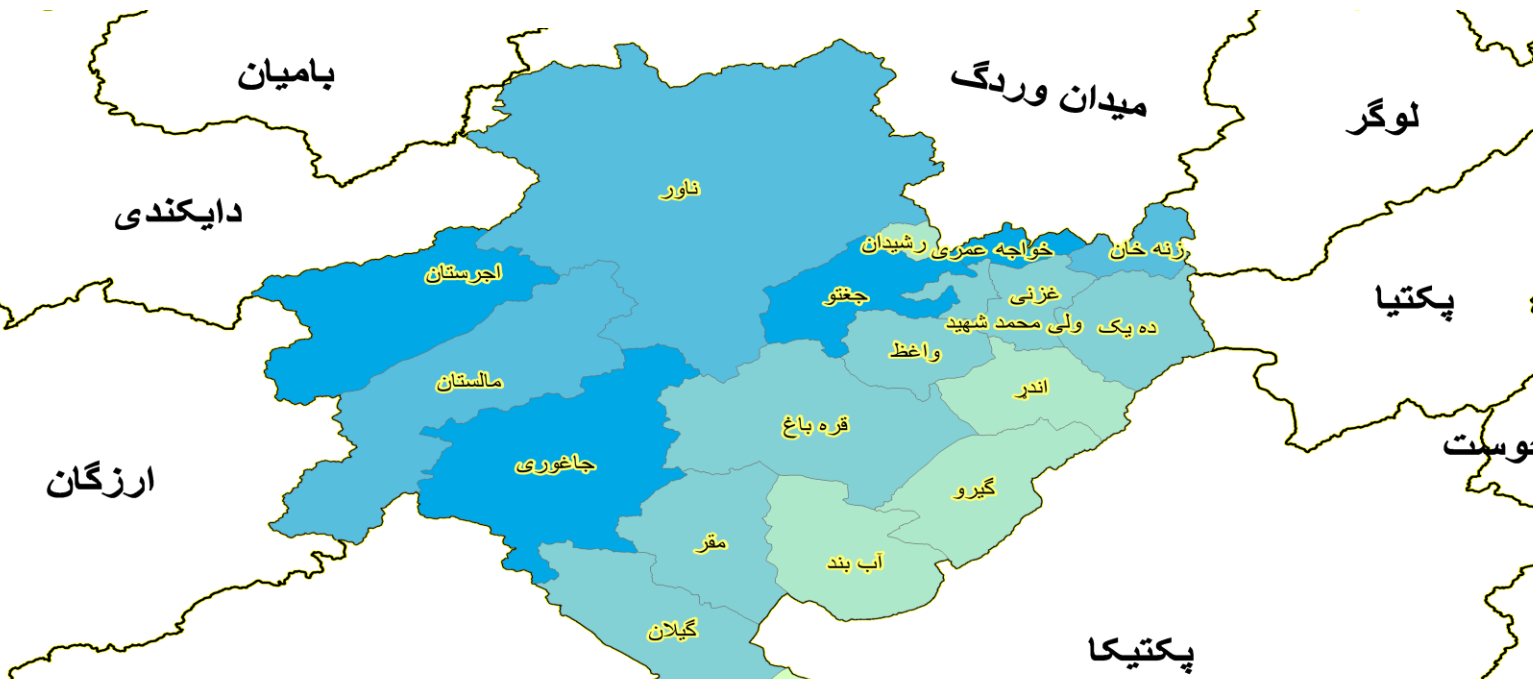 بامیان
میدان وردگ
لوگر
دایکندی
ناور
رشیدان
خواجه عمری
زنه خان
اجرستان
جغتو
غزنی
پکتیا
ولی محمد شهید
ده یک
واغظ
مالستان
اندړ
قره باغ
جاغوری
ارزگان
گیرو
مقر
آب بند
گیلان
پکتیکا